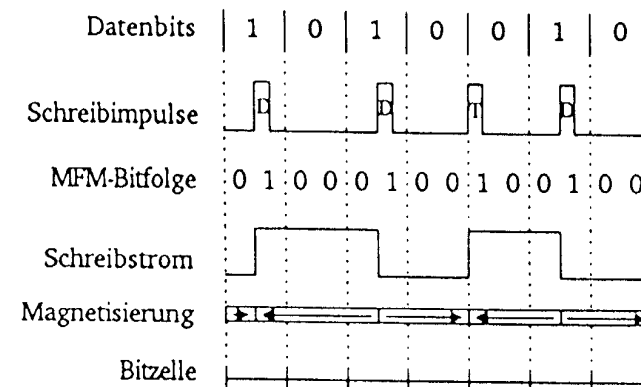 Datenbits 1 0 1 0 0 1 0
Schreibimpulse D D T D
MFM-Bitfolge 0 1 0 0 0 1 0 0 1 0 0 1 0 0
Schreibstrom
Magnetisierung
Bitzelle